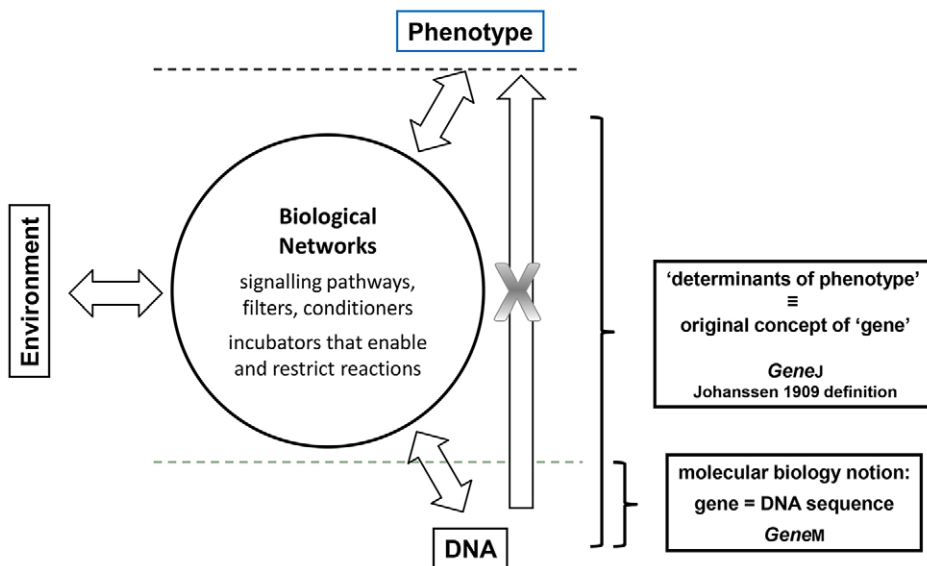 Phenotype
Environment
Biological
Networks
signalling pathways,
filters, conditioners
incubators that enable
and restrict reactions
X
‘determinants of phenotype’
≡
original concept of ‘gene’
GeneJ
Johanssen 1909 definition
molecular biology notion:
gene = DNA sequence
GeneM
DNA